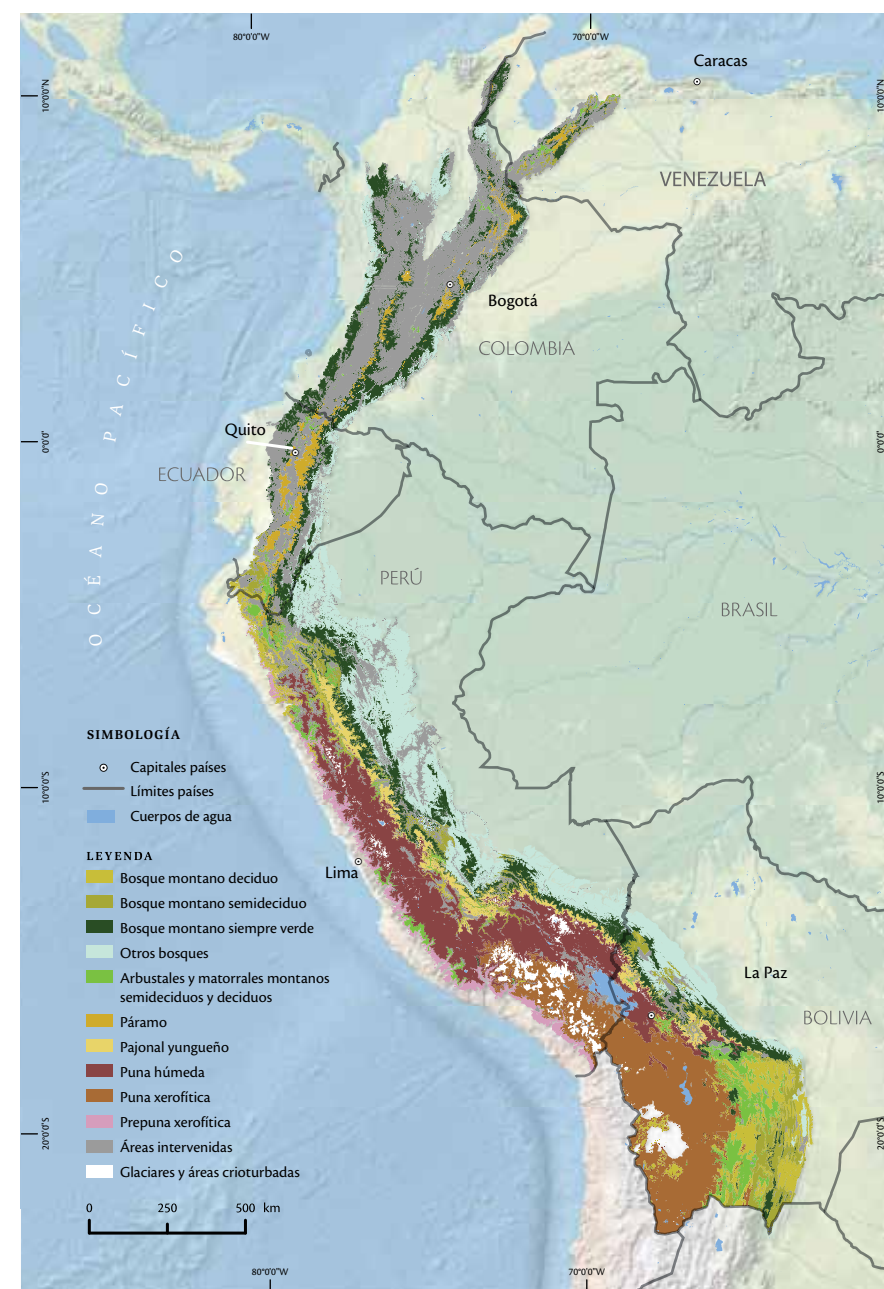 80°0'0"W
70°0'0"W
Caracas
10°0'0"N
10°0'0"N
VENEZUELA
OCÉANO PACÍFICO
Bogotá
COLOMBIA
Quito
0°0'0"
0°0'0"
ECUADOR
PERÚ
BRASIL
SIMBOLOGÍA
Capitales países
Límites países
Cuerpos de agua
10°0'0"S
10°0'0"S
LEYENDA
Lima
Bosque montano deciduo
Bosque montano semideciduo
Bosque montano siempre verde
Otros bosques
Arbustales y matorrales montanos
semideciduos y deciduos
Páramo
Pajonal yungueño
Puna húmeda
Puna xerofítica
Prepuna xerofítica
Áreas intervenidas
Glaciares y áreas crioturbadas
La Paz
BOLIVIA
20°0'0"S
20°0'0"S
0 250 500 km
80°0'0"W
70°0'0"W